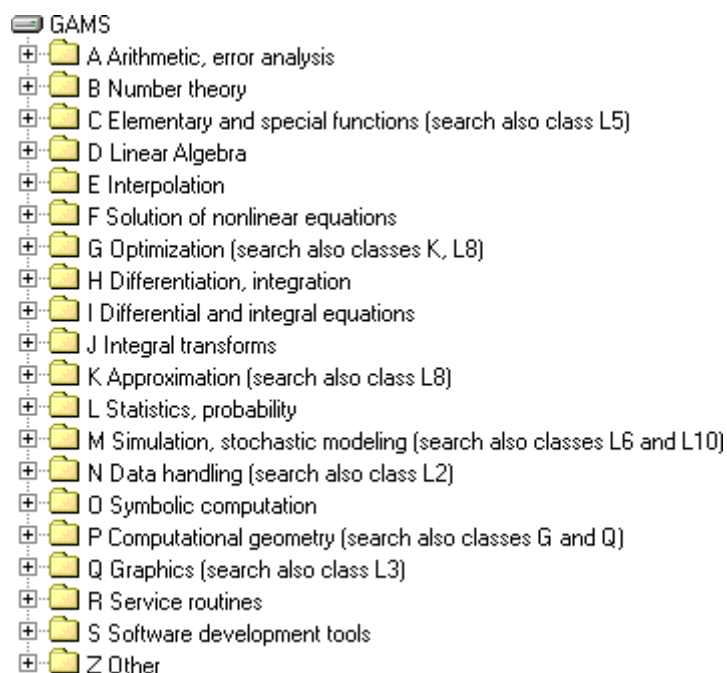 GAMS
A Arithmetic, error analysis
B Number theory
C Elementary and special functions (search also class L5)
D Linear Algebra
E Interpolation
F Solution of nonlinear equations
G Optimization (search also classes K, L8)
H Differentiation, integration
I Differential and integral equations
J Integral transforms
K Approximation (search also class L8)
L Statistics, probability
M Simulation, stochastic modeling (search also classes L6 and L10)
N Data handling (search also class L2)
O Symbolic computation
P Computational geometry (search also classes G and Q)
Q Graphics (search also class L3)
R Service routines
S Software development tools
Z Other